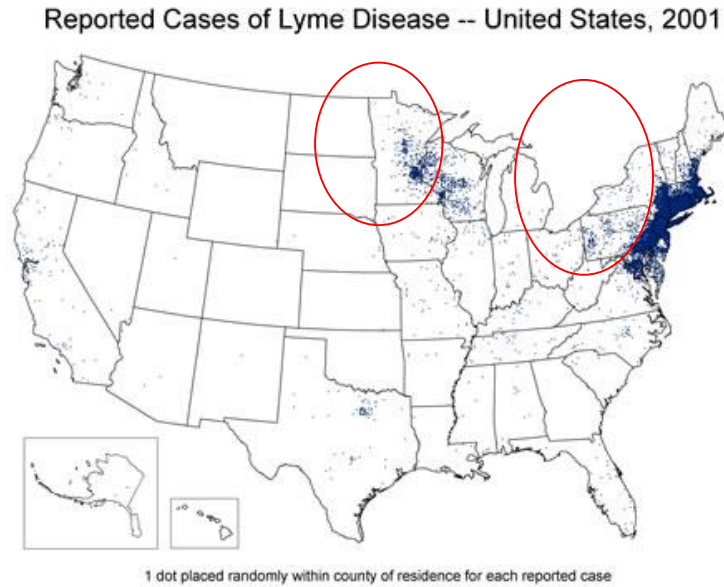 Reported Cases of Lyme Disease -- United States, 2001
1 dot placed randomly within county of residence for each reported case